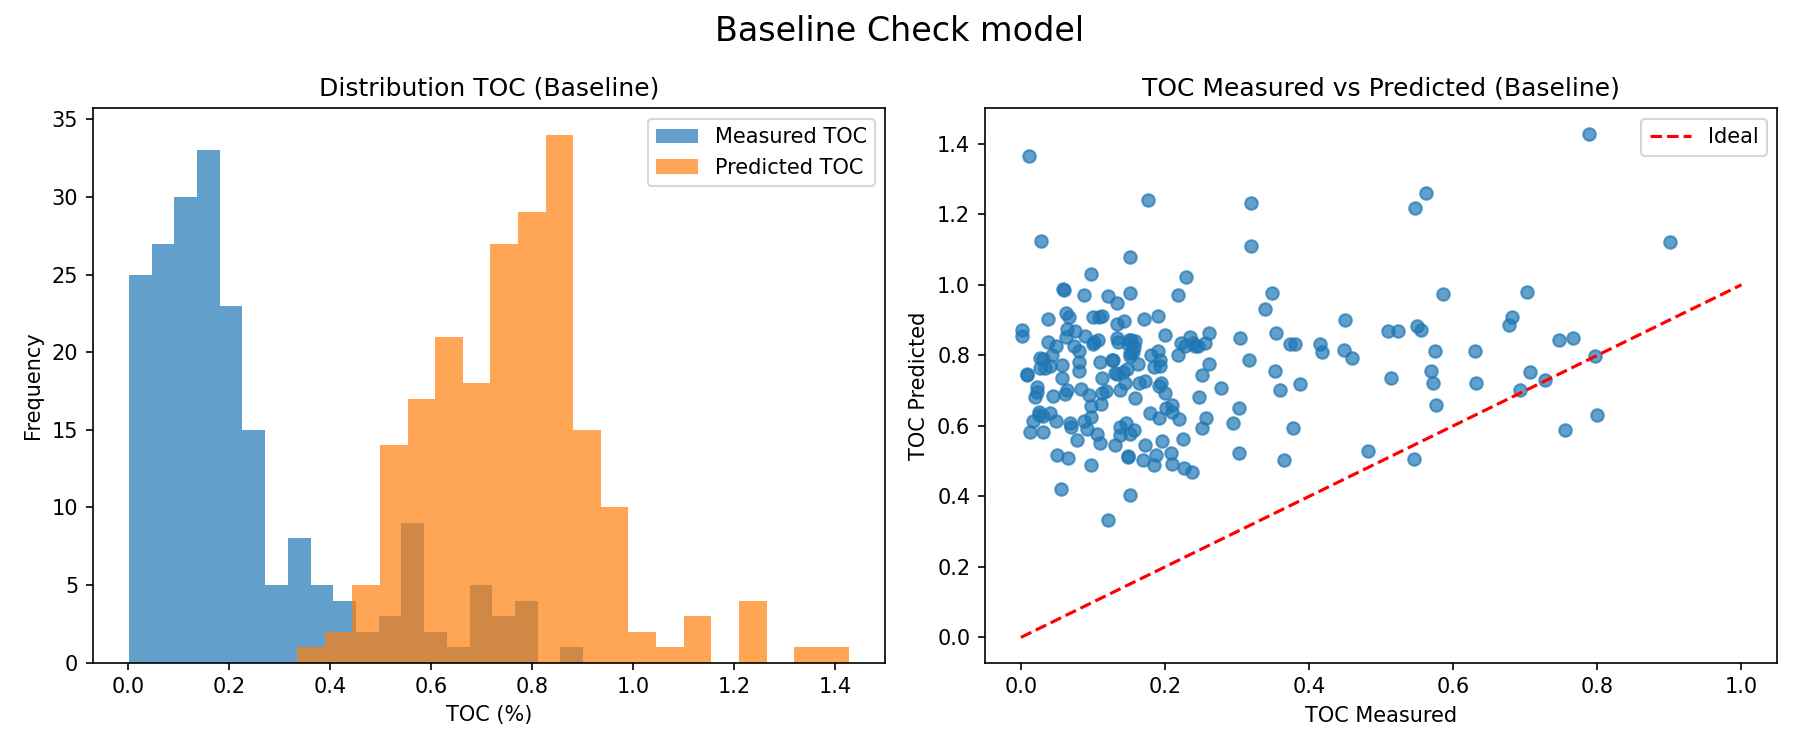 Baseline Check model
Distribution TOC (Baseline)
35
30
25
20
15
10
5
0
Frequency
Measured TOC
Predicted TOC
0.0 0.2 0.4 0.6 0.8 1.0 1.2 1.4
TOC (%)
TOC Measured vs Predicted (Baseline)
1.4
1.2
1.0
0.8
0.6
0.4
0.2
0.0
TOC Predicted
Ideal
0.0 0.2 0.4 0.6 0.8 1.0
TOC Measured